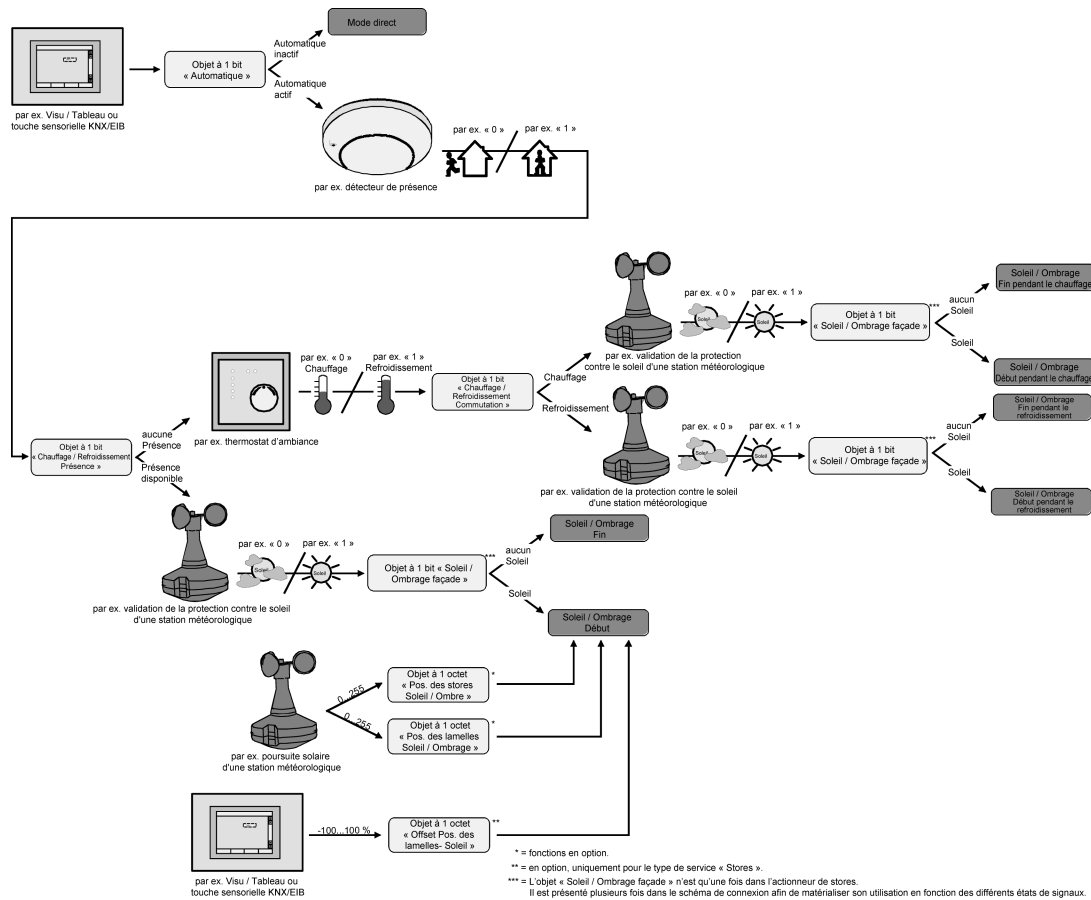 Mode direct
Automatique
inactif
Objet à 1 bit
« Automatique »
Automatique
actif
par ex. Visu / Tableau ou
touche sensorielle KNX/EIB
par ex. « 0 »
par ex. « 1 »
par ex. détecteur de présence
par ex. « 0 »
par ex. « 1 »
Soleil
Soleil
Objet à 1 bit
« Soleil / Ombrage façade »
***
aucun
Soleil
Soleil / Ombrage
Fin pendant le chauffage
Soleil
Soleil / Ombrage
Début pendant le chauffage
par ex. validation de la protection
contre le soleil d'une station météorologique
par ex. « 0 »
Chauffage
par ex. « 1 »
Refroidissement
Objet à 1 bit
« Chauffage /
Refroidissement
Commutation »
Chauffage
Refroidissement
par ex. thermostat d'ambiance
par ex. « 0 »
par ex. « 1 »
Soleil
Soleil
Objet à 1 bit
« Soleil / Ombrage façade »
***
aucun
Soleil
Soleil / Ombrage
Fin pendant le
refroidissement
Soleil
Soleil / Ombrage
Début pendant le
refroidissement
par ex. validation de la protection contre le soleil
d'une station météorologique
Objet à 1 bit
« Chauffage / Refroidissement
Présence »
aucune
Présence
Présence
disponible
par ex. « 0 »
par ex. « 1 »
Soleil
Soleil
Objet à 1 bit « Soleil /
Ombrage façade »
***
aucun
Soleil
Soleil / Ombrage
Fin
Soleil
Soleil / Ombrage
Début
par ex. validation de la protection contre le soleil
d'une station météorologique
0...255
Objet à 1 octet
« Pos. des stores
Soleil / Ombre »
*
0...255
Objet à 1 octet
« Pos. des lamelles
Soleil / Ombrage »
*
par ex. poursuite solaire
d'une station météorologique
-100...100 %
Objet à 1 octet
« Offset Pos. des
lamelles- Soleil »
**
par ex. Visu / Tableau ou
touche sensorielle KNX/EIB
* = fonctions en option.
** = en option, uniquement pour le type de service « Stores ».
*** = L'objet « Soleil / Ombrage façade » n'est qu'une fois dans l'actionneur de stores.
Il est présenté plusieurs fois dans le schéma de connexion afin de matérialiser son utilisation en fonction des différents états de signaux.